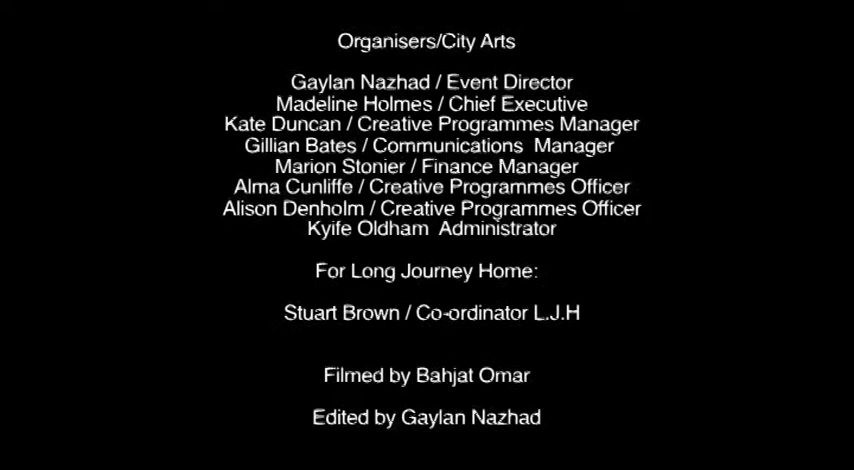 Organisers/City Arts
Gaylan Nazhad / Event Director
Madeline Holmes / Chief Executive
Kate Duncan / Creative Programmes Manager
Gillian Bates / Communications  Manager
Marion Stonier / Finance Manager
Alma Cunliffe / Creative Programmes Officer
Alison Denholm / Creative Programmes Officer
Kyife Oldham  Administrator
For Long Journey Home:
Stuart Brown / Co-ordinator L.J.H
Filmed by Bahjat Omar
Edited by Gaylan Nazhad